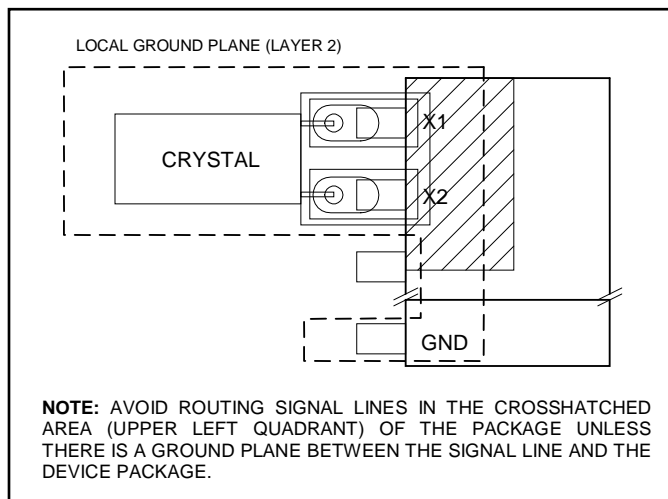 LOCAL GROUND PLANE (LAYER 2)
CRYSTAL
X1
X2
GND
NOTE: AVOID ROUTING SIGNAL LINES IN THE CROSSHATCHED
AREA (UPPER LEFT QUADRANT) OF THE PACKAGE UNLESS
THERE IS A GROUND PLANE BETWEEN THE SIGNAL LINE AND THE
DEVICE PACKAGE.